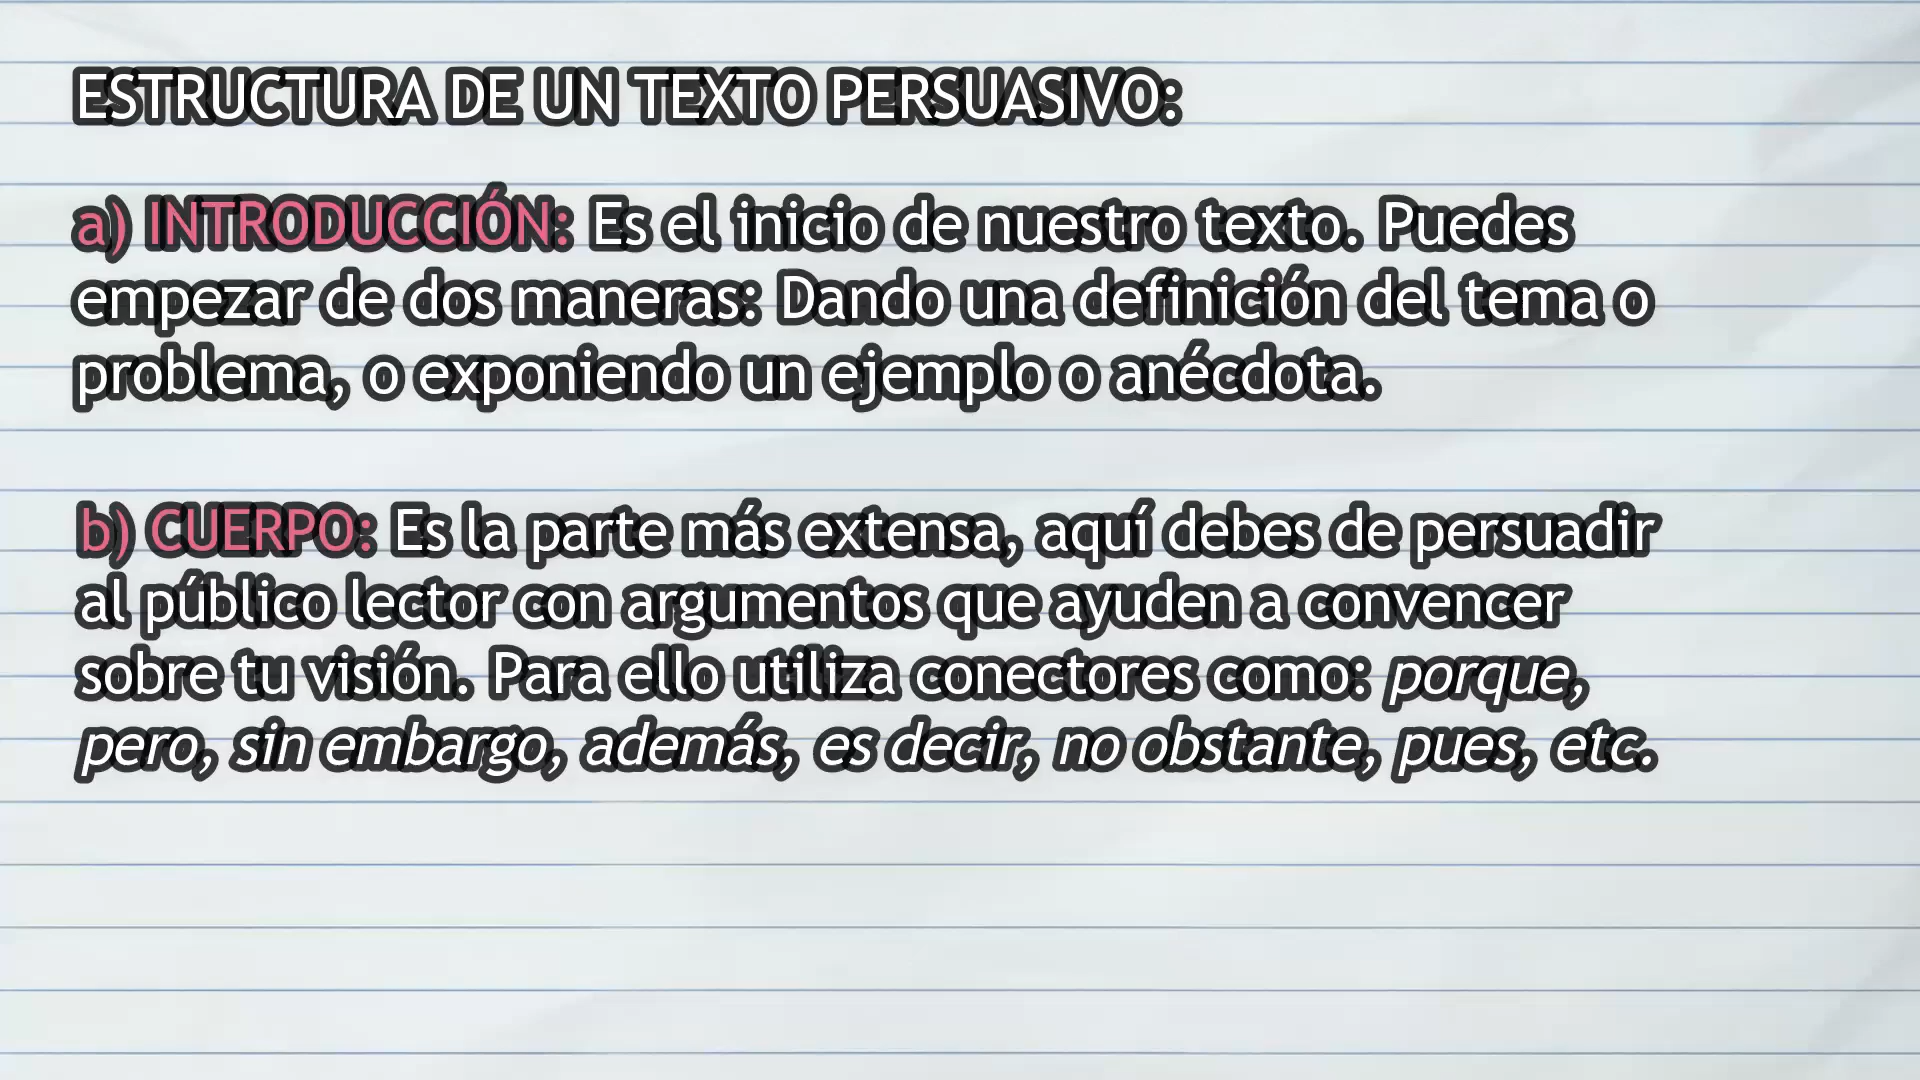 ESTRUCTURA DE UN TEXTO PERSUASIVO:
a) INTRODUCCIÓN: Es el inicio de nuestro texto. Puedes
empezar de dos maneras: Dando una definición del tema o
problema, o exponiendo un ejemplo o anécdota.
b) CUERPO: Es la parte más extensa, aquí debes de persuadir
al público lector con argumentos que ayuden a convencer
sobre tu visión. Para ello utiliza conectores como: porque,
pero, sin embargo, además, es decir, no obstante, pues, etc.